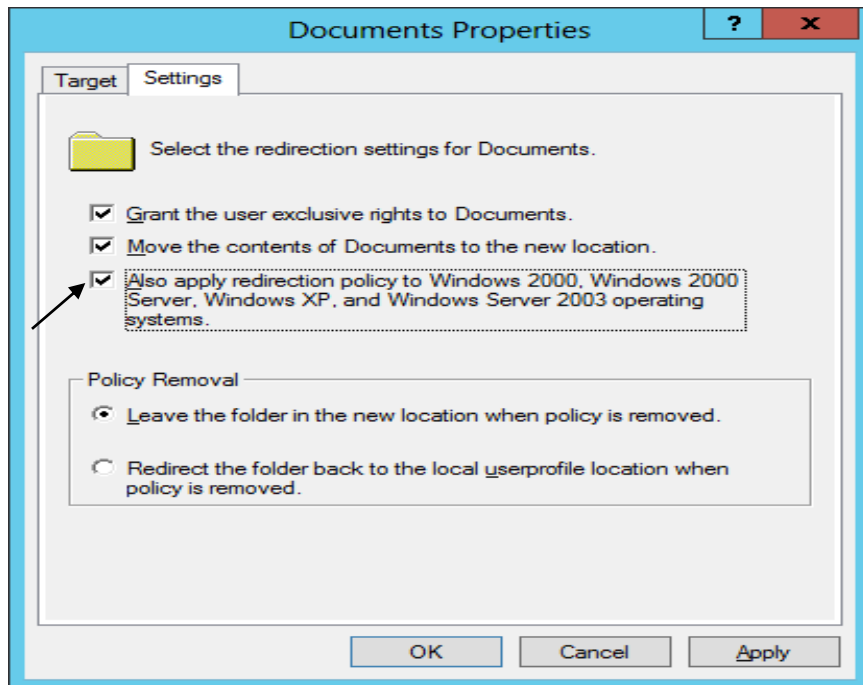 Documents Properties
?
x
Target
Settings
Select the redirection settings for Documents.
Grant the user exclusive rights to Documents.
Move the contents of Documents to the new location.
Also apply redirection policy to Windows 2000, Windows 2000
Server, Windows XP, and Windows Server 2003 operating
systems.
Policy Removal
Leave the folder in the new location when policy is removed.
Redirect the folder back to the local userprofile location when
policy is removed.
OK
Cancel
Apply